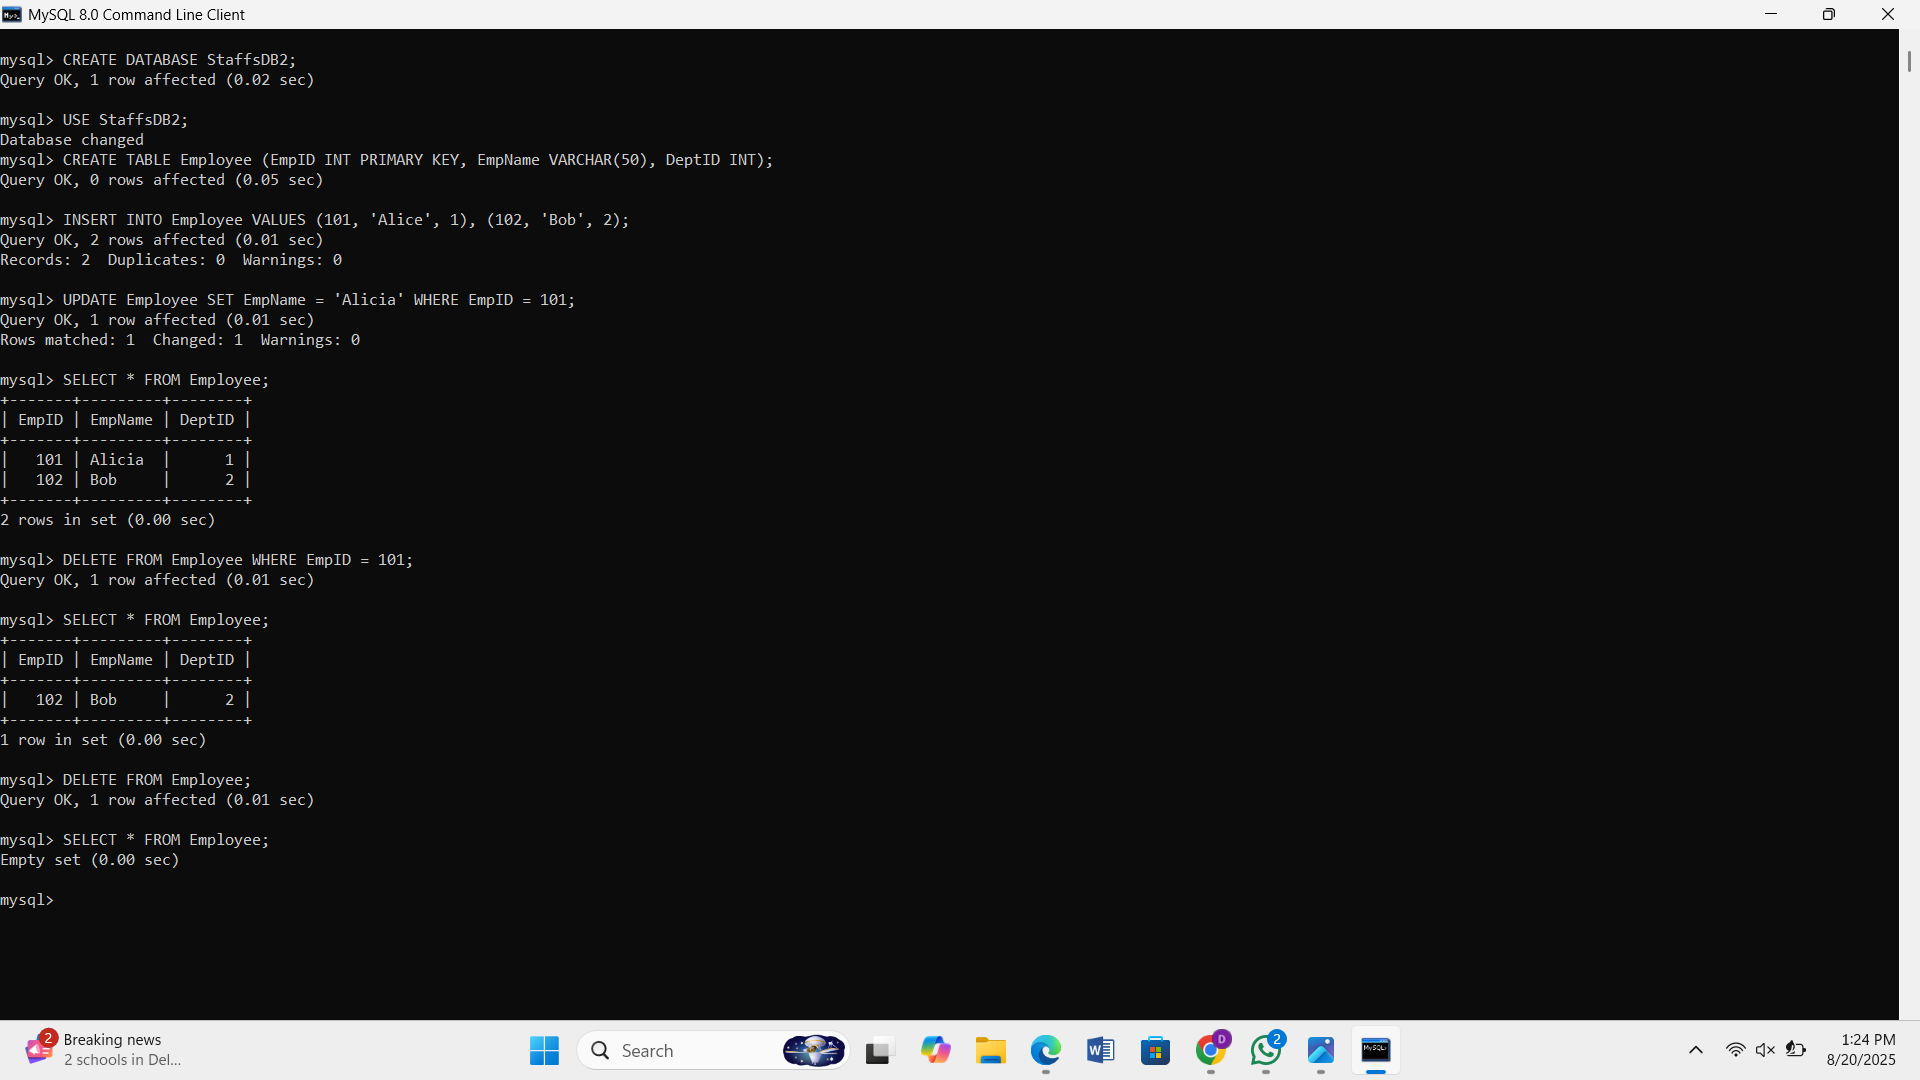 MySQL 8.0 Command Line Client
mysql> CREATE DATABASE StaffsDB2;
Query OK, 1 row affected (0.02 sec)
mysql> USE StaffsDB2;
Database changed
mysql> CREATE TABLE Employee (EmpID INT PRIMARY KEY, EmpName VARCHAR(50), DeptID INT);
Query OK, 0 rows affected (0.05 sec)
mysql> INSERT INTO Employee VALUES (101, 'Alice', 1), (102, 'Bob', 2);
Query OK, 2 rows affected (0.01 sec)
Records: 2  Duplicates: 0  Warnings: 0
mysql> UPDATE Employee SET EmpName = 'Alicia' WHERE EmpID = 101;
Query OK, 1 row affected (0.01 sec)
Rows matched: 1  Changed: 1  Warnings: 0
mysql> SELECT * FROM Employee;
+-------+---------+--------+
| EmpID | EmpName | DeptID |
+-------+---------+--------+
|   101 | Alicia  |      1 |
|   102 | Bob     |      2 |
+-------+---------+--------+
2 rows in set (0.00 sec)
mysql> DELETE FROM Employee WHERE EmpID = 101;
Query OK, 1 row affected (0.01 sec)
mysql> SELECT * FROM Employee;
+-------+---------+--------+
| EmpID | EmpName | DeptID |
+-------+---------+--------+
|   102 | Bob     |      2 |
+-------+---------+--------+
1 row in set (0.00 sec)
mysql> DELETE FROM Employee;
Query OK, 1 row affected (0.01 sec)
mysql> SELECT * FROM Employee;
Empty set (0.00 sec)
mysql>
2
Breaking news
2 schools in Del...
Search
W
D
2
MySQL
1:24 PM
8/20/2025